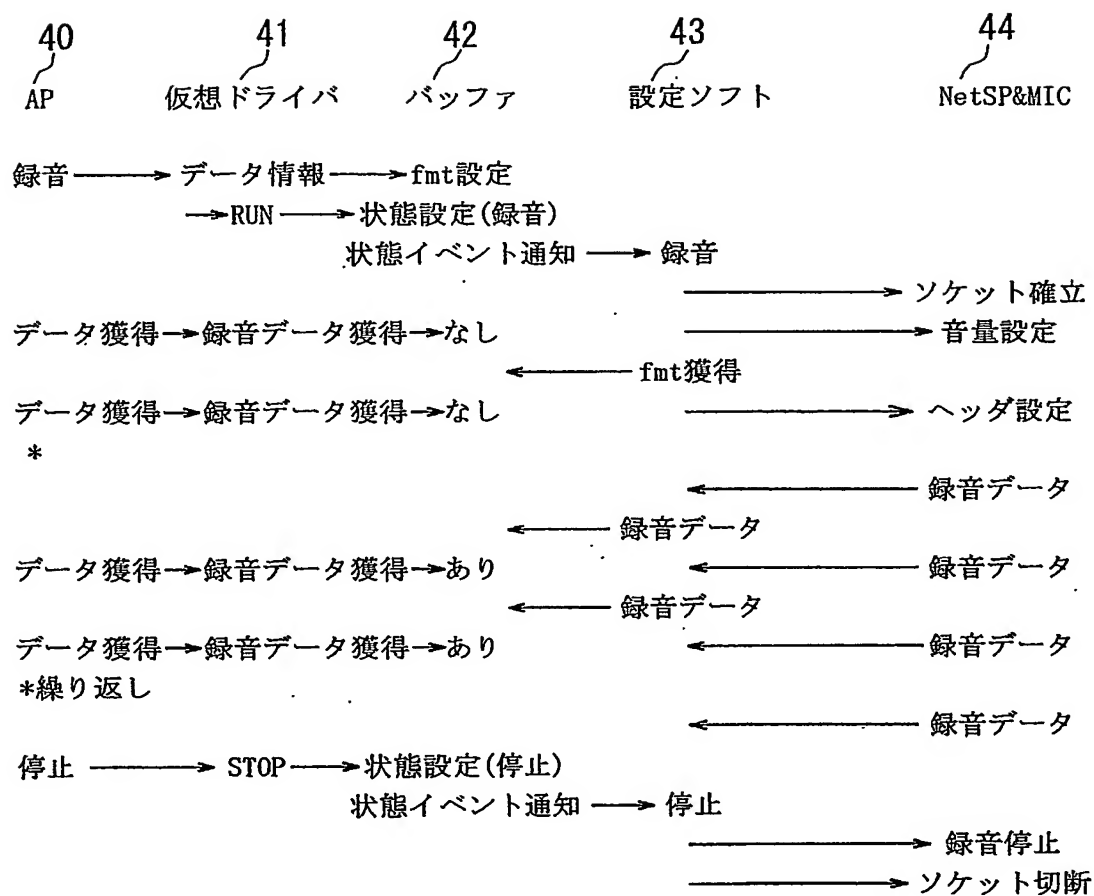 40 41 42 43 44
AP 仮想ドライバ バッファ 設定ソフト NetSP&MIC
録音→データ情報→fmt設定
→RUN→状態設定(録音)
状態イベント通知→録音
→ソケット確立
データ獲得→録音データ獲得→なし →音量設定
←fmt獲得
データ獲得→録音データ獲得→なし →ヘッダ設定
*
←録音データ
←録音データ
データ獲得→録音データ獲得→あり ←録音データ
←録音データ
データ獲得→録音データ獲得→あり ←録音データ
*繰り返し
←録音データ
停止→STOP→状態設定(停止)
状態イベント通知→停止
→録音停止
→ソケット切断